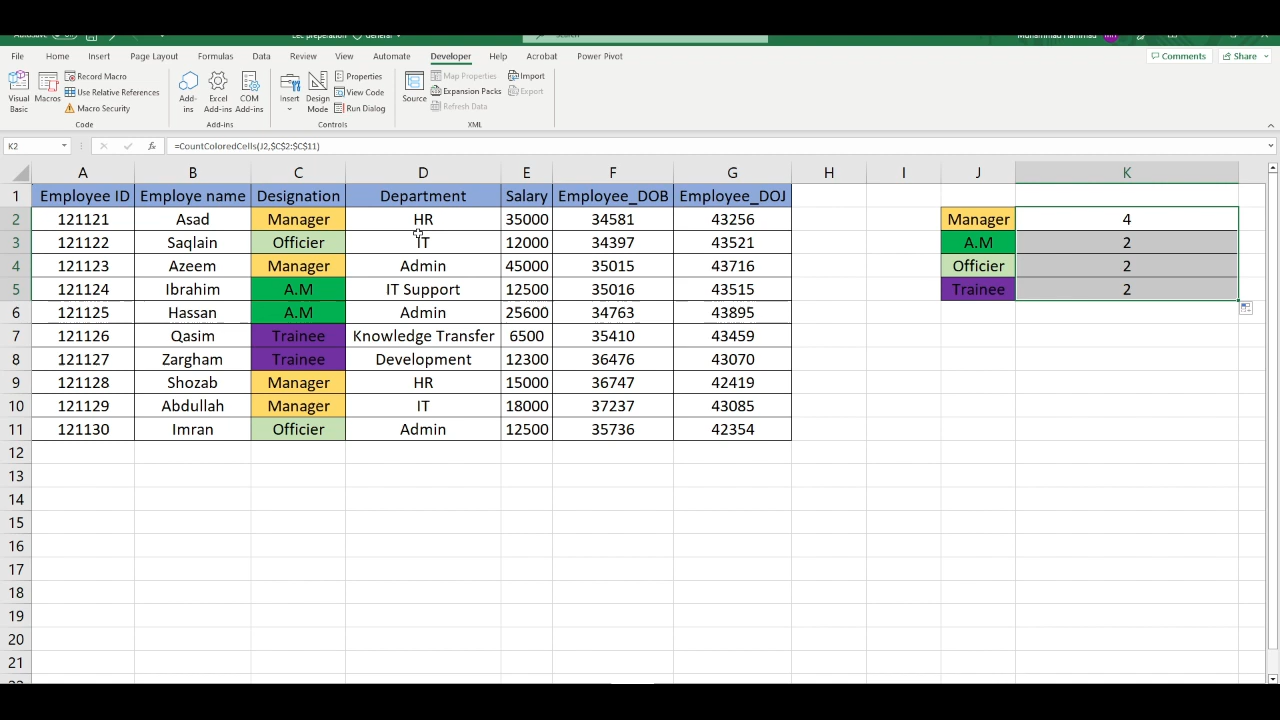 File Home Insert Page Layout Formulas Data Review View Automate Developer Help Acrobat Power Pivot Comments Share
Visual Basic Macros Record Macro Use Relative References Macro Security Add-ins Excel Add-ins COM Add-ins Insert Design Mode Properties View Code Run Dialog Source Map Properties Expansion Packs Refresh Data Import Export
Code Add-ins Controls XML
K2 fx =CountColoredCells(J2,$C$2:$C$11)
A B C D E F G H I J K
1 Employee ID Employe name Designation Department Salary Employee_DOB Employee_DOJ
2 121121 Asad Manager HR 35000 34581 43256 Manager 4
3 121122 Saqlain Officier IT 12000 34397 43521 A.M 2
4 121123 Azeem Manager Admin 45000 35015 43716 Officier 2
5 121124 Ibrahim A.M IT Support 12500 35016 43515 Trainee 2
6 121125 Hassan A.M Admin 25600 34763 43895
7 121126 Qasim Trainee Knowledge Transfer 6500 35410 43459
8 121127 Zargham Trainee Development 12300 36476 43070
9 121128 Shozab Manager HR 15000 36747 42419
10 121129 Abdullah Manager IT 18000 37237 43085
11 121130 Imran Officier Admin 12500 35736 42354
12
13
14
15
16
17
18
19
20
21